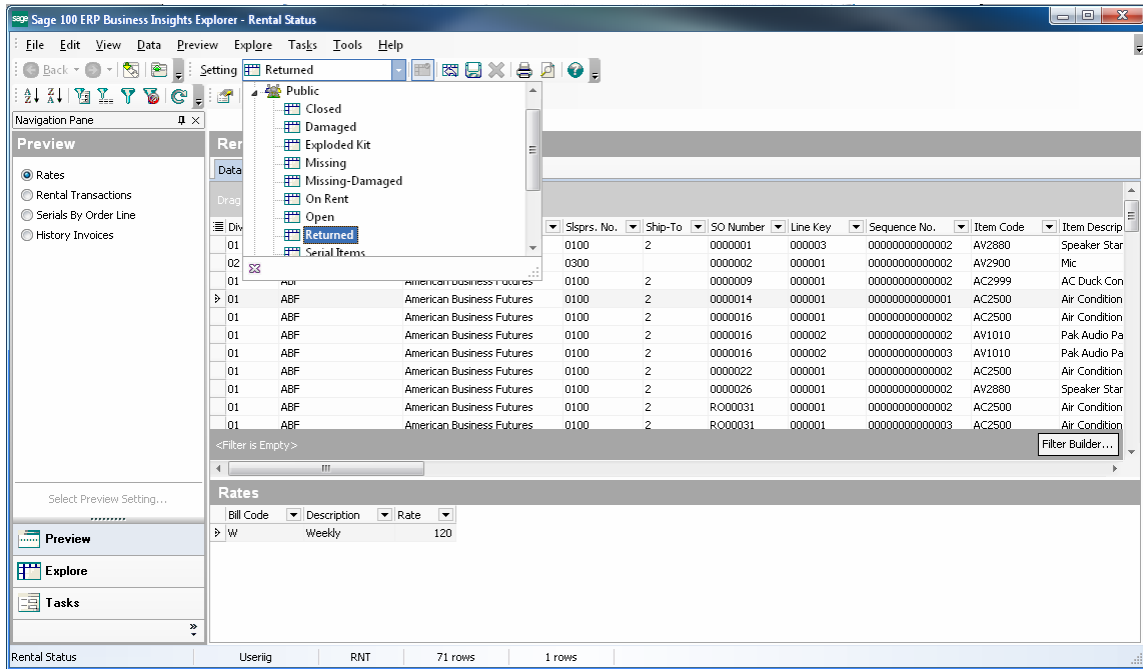 sage Sage 100 ERP Business Insights Explorer - Rental Status
File Edit View Data Preview Explore Tasks Tools Help
Back Setting Returned
Public
Closed
Damaged
Exploded Kit
Missing
Missing-Damaged
On Rent
Open
Returned
Serial Items
Navigation Pane
Preview
Rates
Rental Transactions
Serials By Order Line
History Invoices
Select Preview Setting...
Preview
Explore
Tasks
Ren
Data
Drag
Div Slsprs. No. Ship-To SO Number Line Key Sequence No. Item Code Item Descrip
01 0100 2 0000001 000003 00000000000002 AV2880 Speaker Star
02 0300 0000002 000001 00000000000002 AV2900 Mic
01 ABF American Business Futures 0100 2 0000009 000001 00000000000002 AC2999 AC Duck Con
01 ABF American Business Futures 0100 2 0000014 000001 00000000000001 AC2500 Air Condition
01 ABF American Business Futures 0100 2 0000016 000001 00000000000002 AC2500 Air Condition
01 ABF American Business Futures 0100 2 0000016 000002 00000000000002 AV1010 Pak Audio Pa
01 ABF American Business Futures 0100 2 0000016 000002 00000000000003 AV1010 Pak Audio Pa
01 ABF American Business Futures 0100 2 0000022 000001 00000000000002 AC2500 Air Condition
01 ABF American Business Futures 0100 2 0000026 000001 00000000000002 AV2880 Speaker Star
01 ABF American Business Futures 0100 2 RO00031 000001 00000000000002 AC2500 Air Condition
01 ABF American Business Futures 0100 2 RO00031 000001 00000000000003 AC2500 Air Condition
<Filter is Empty> Filter Builder...
Rates
Bill Code Description Rate
W Weekly 120
Rental Status Useriig RNT 71 rows 1 rows